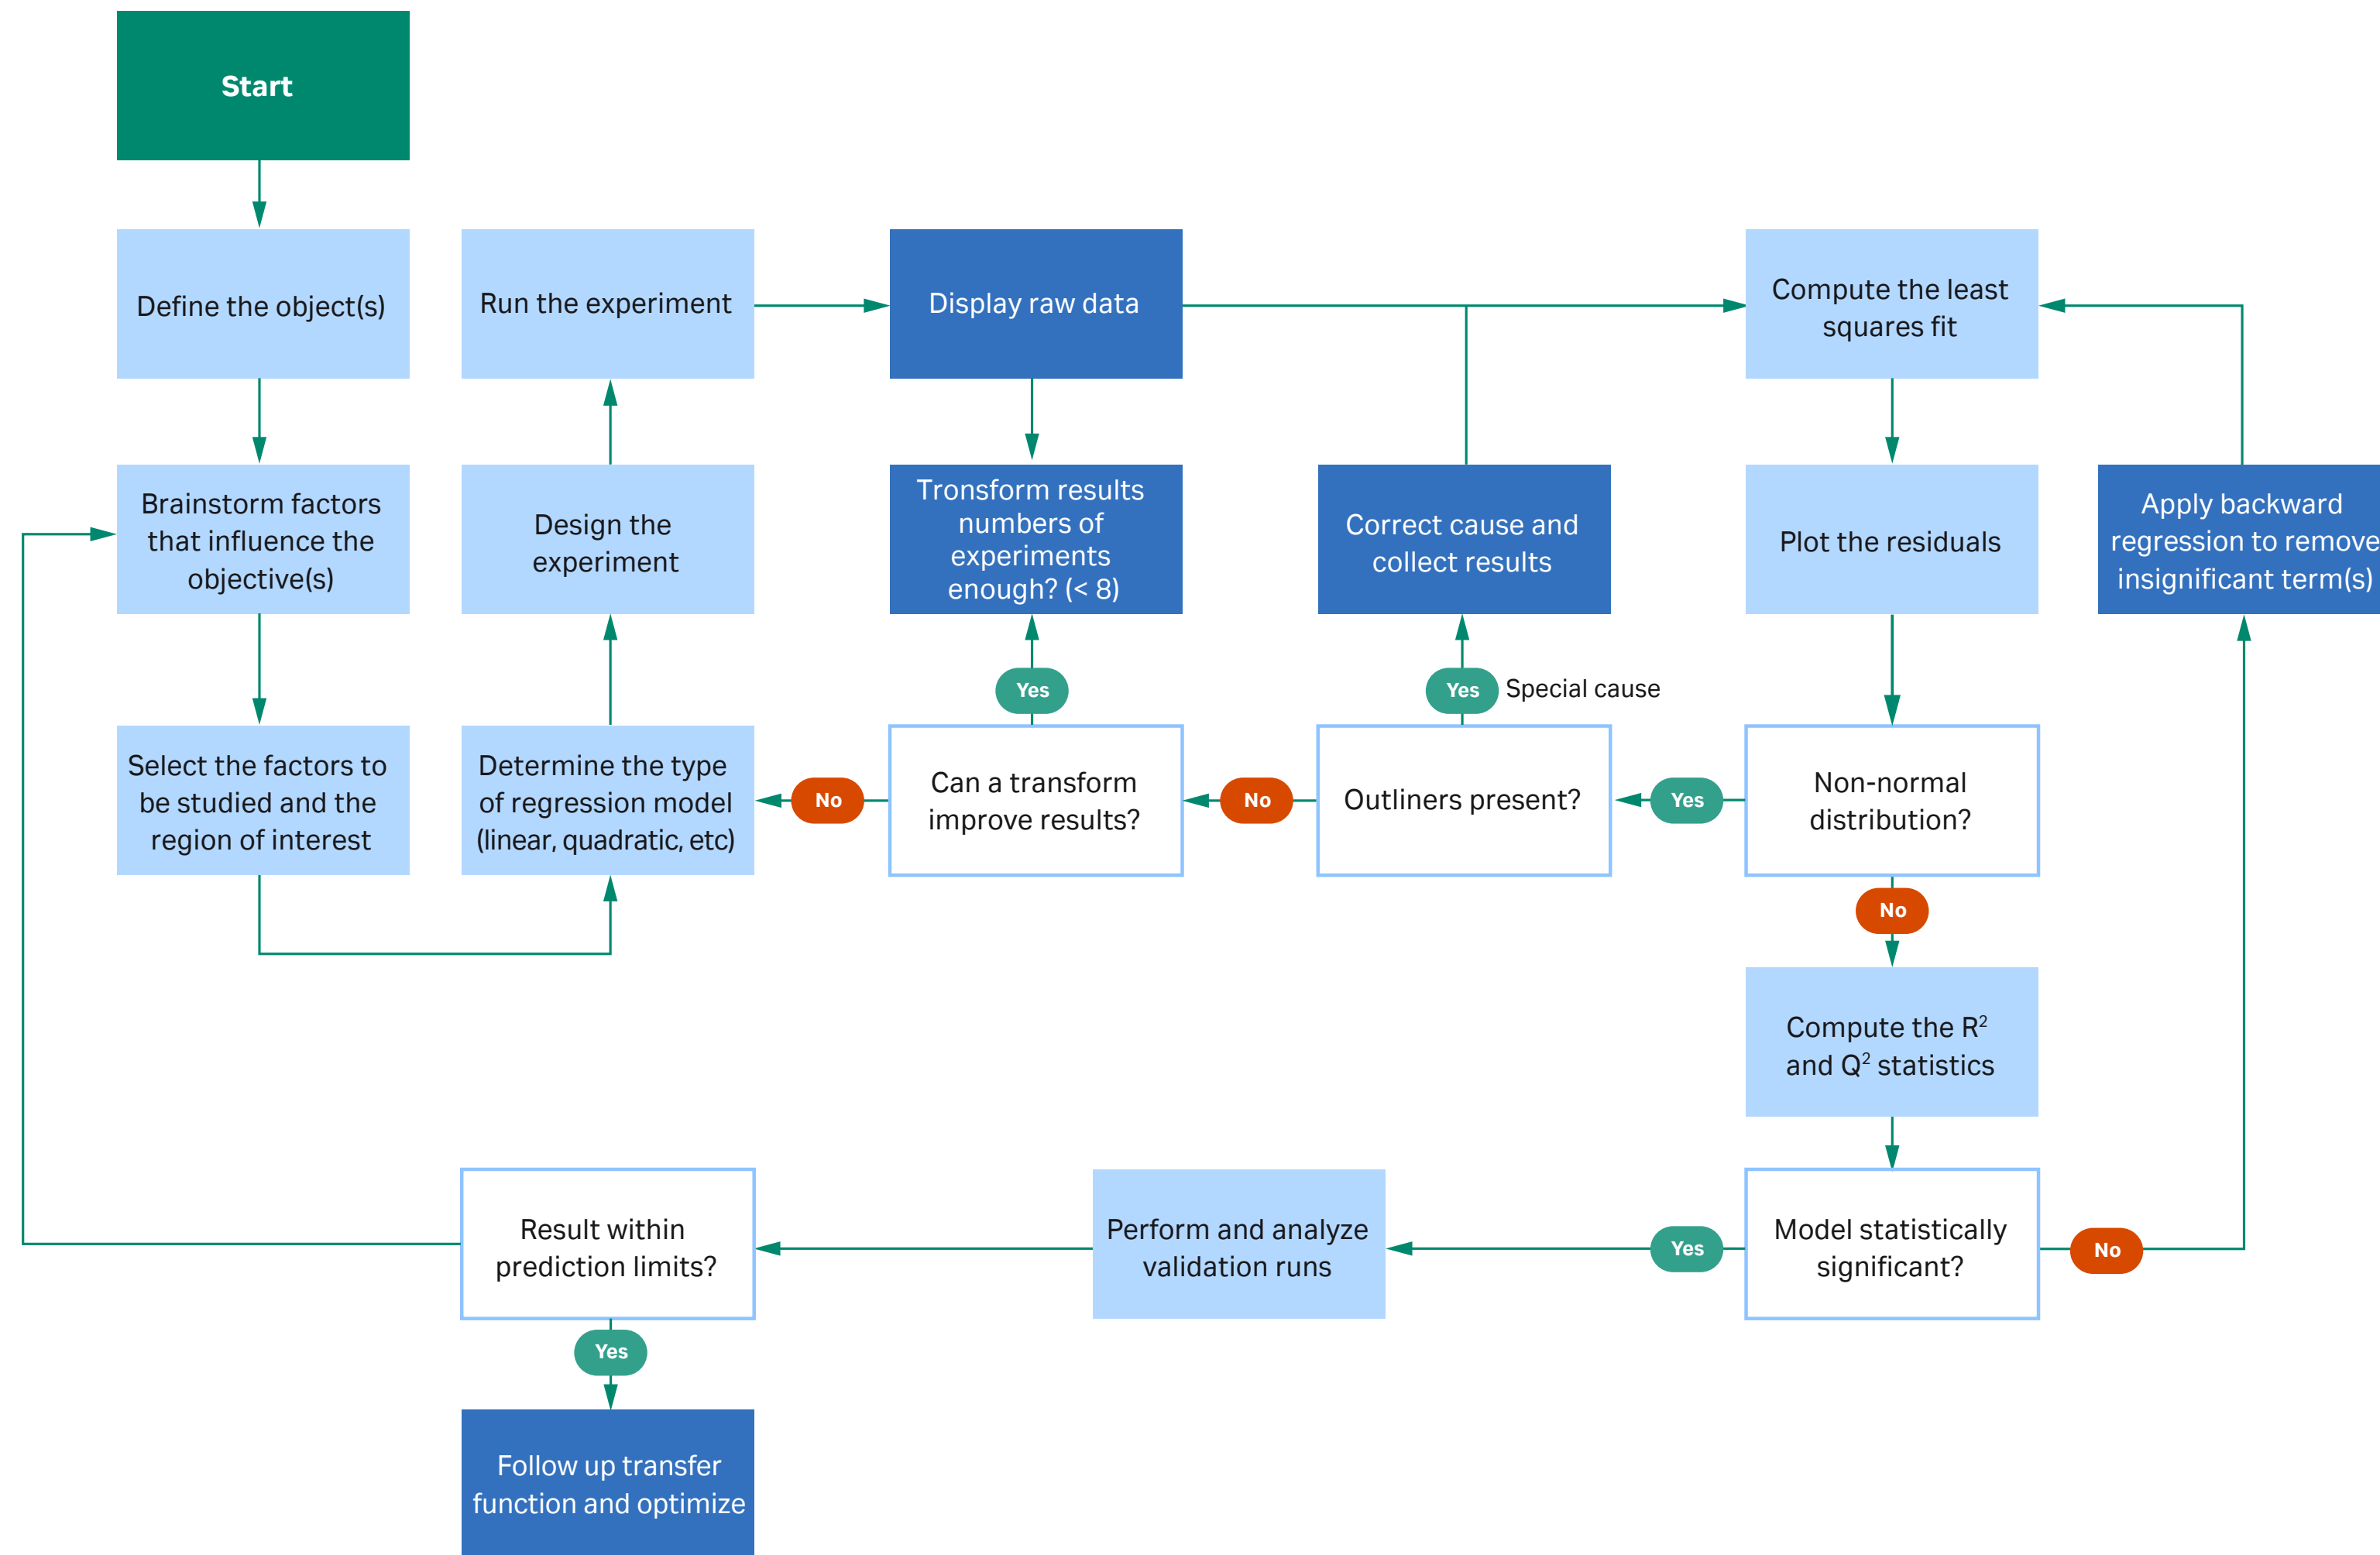 Start
Define the object(s)
Run the experiment
Display raw data
Compute the least
squares fit
Brainstorm factors
that influence the
objective(s)
Design the
experiment
Tronsform results
numbers of
experiments
enough? (< 8)
Correct cause and
collect results
Plot the residuals
Apply backward
regression to remove
insignificant term(s)
Yes
Yes
Special cause
Select the factors to
be studied and the
region of interest
Determine the type
of regression model
(linear, quadratic, etc)
No
Can a transform
improve results?
No
Outliners present?
Yes
Non-normal
distribution?
No
Compute the R²
and Q² statistics
Result within
prediction limits?
Perform and analyze
validation runs
Yes
Model statistically
significant?
No
Yes
Follow up transfer
function and optimize